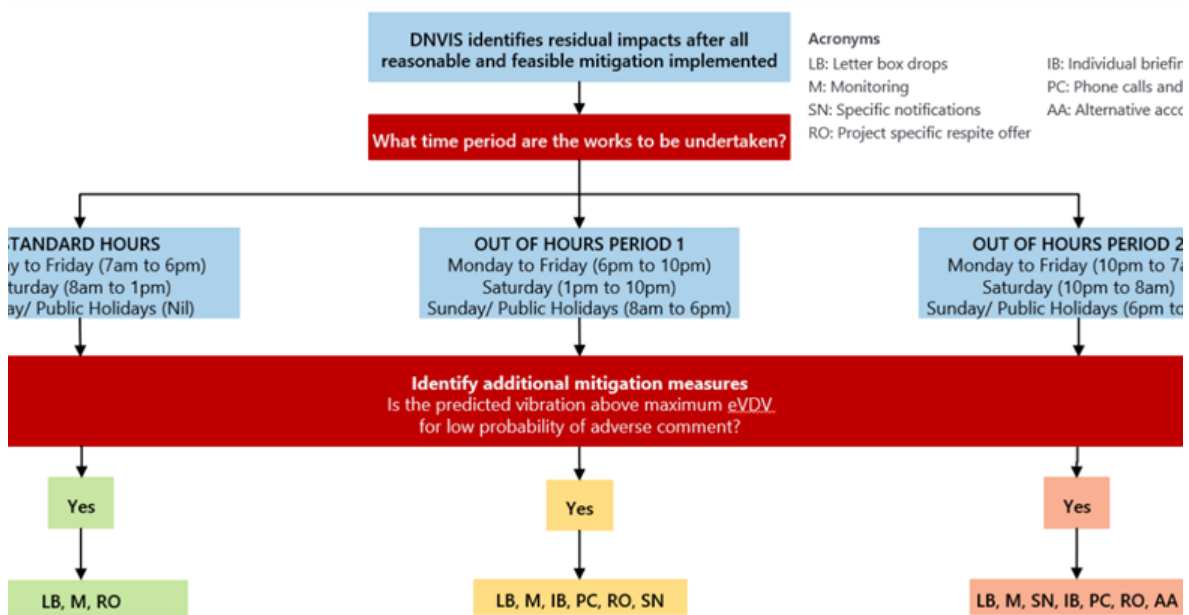 DNVIS identifies residual impacts after all
reasonable and feasible mitigation implemented
Acronyms
LB: Letter box drops
IB: Individual
M: Monitoring
PC: Phone calls and
SN: Specific notifications
AA: Alternative
RO: Project specific respite offer
What time period are the works to be undertaken?
HOURS
to Friday (7am to 6pm)
(8am to 1pm)
Public Holidays (Nil)
OUT OF HOURS PERIOD 1
Monday to Friday (6pm to 10pm)
Saturday (1pm to 10pm)
Sunday/ Public Holidays (8am to 6pm)
OUT OF HOURS PERIOD 2
Monday to Friday (10pm to
Saturday (10pm to 8am)
Sunday/ Public Holidays (6pm to
Identify additional mitigation measures
Is the predicted vibration above maximum eVDV
for low probability of adverse comment?
Yes
Yes
Yes
LB, M, RO
LB, M, IB, PC, RO, SN
LB, M, SN, IB, PC, RO, AA